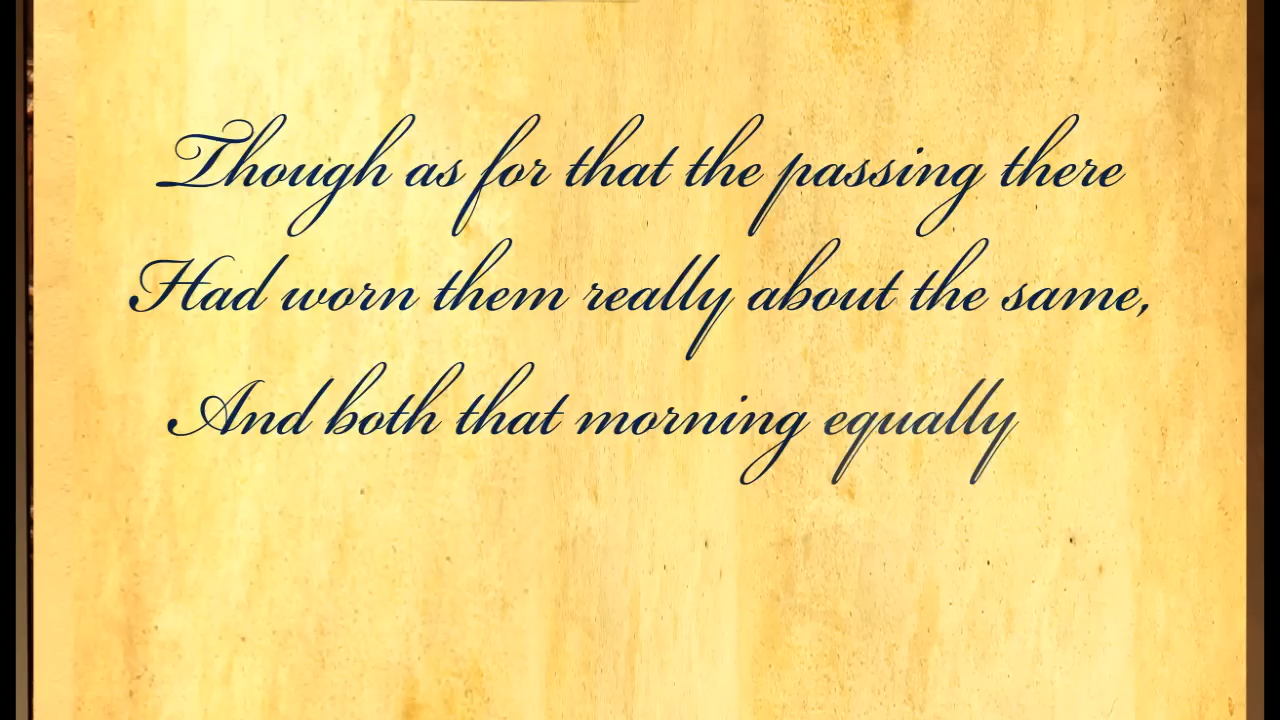 Though as for that the passing there
Had worn them really about the same,
And both that morning equally